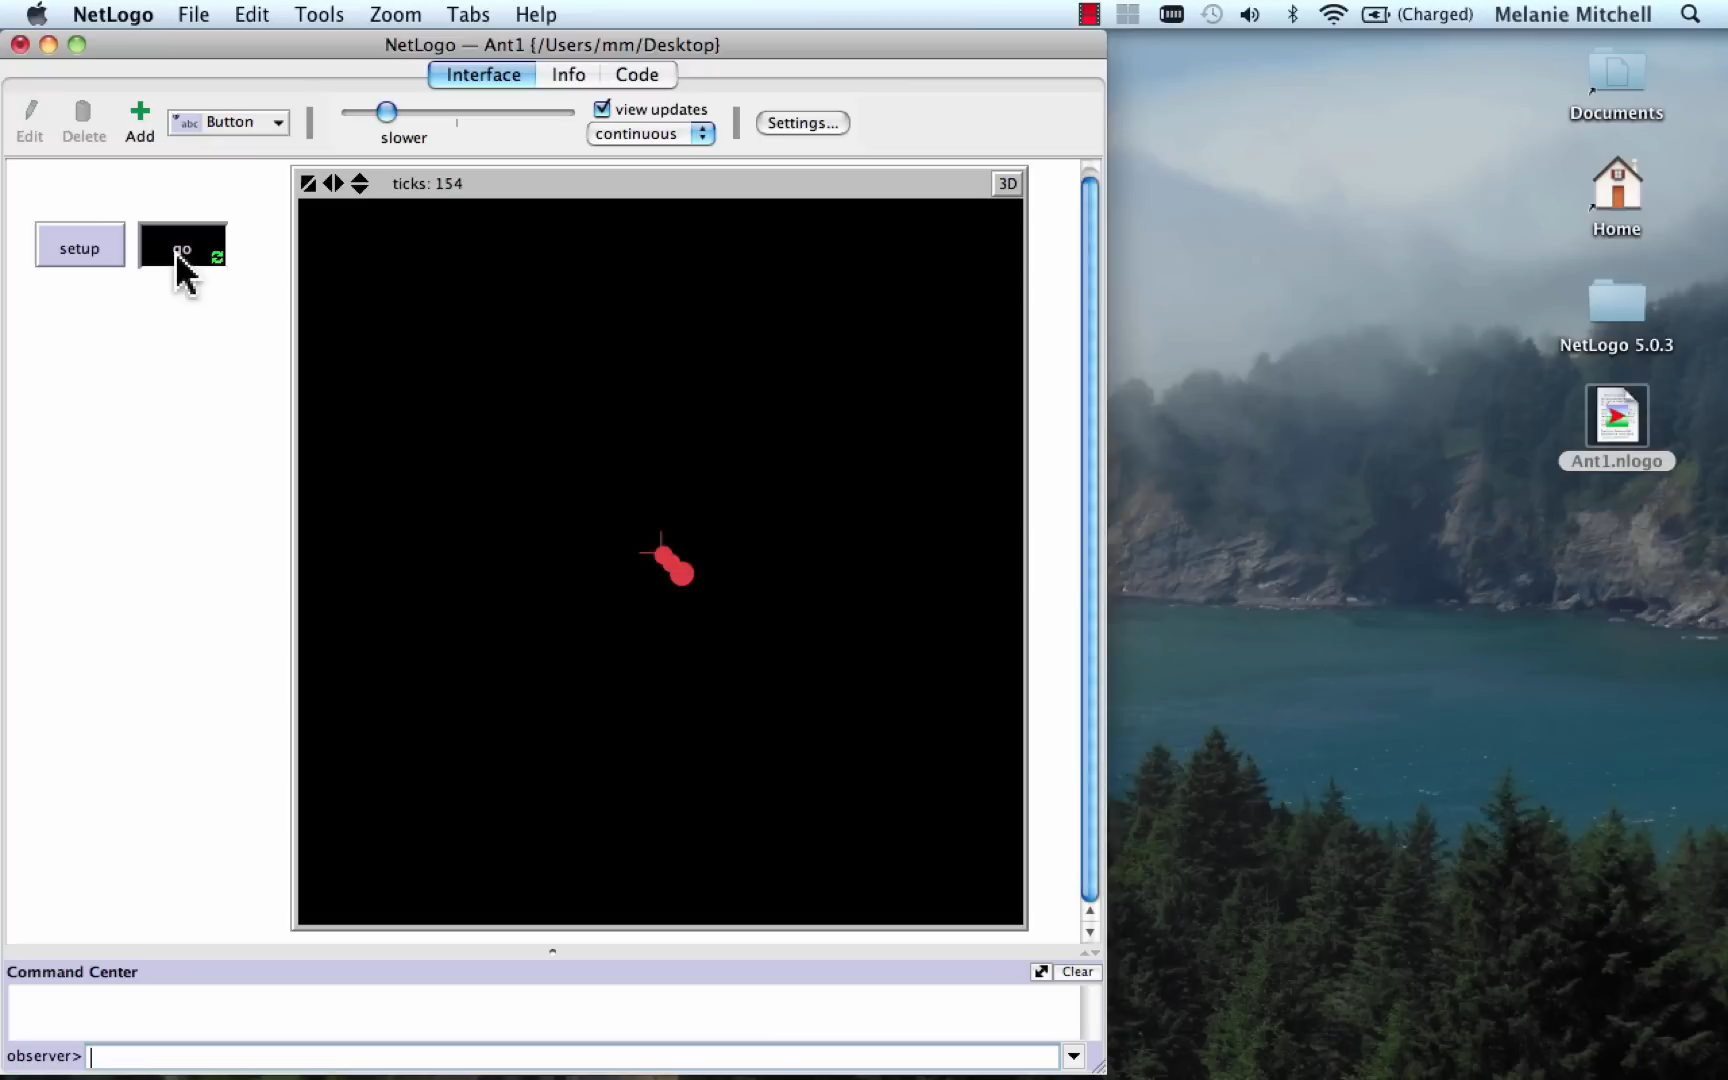 NetLogo File Edit Tools Zoom Tabs Help (Charged) Melanie Mitchell
NetLogo — Ant1 {/Users/mm/Desktop}
Interface Info Code
Edit Delete Add abc Button slower view updates continuous Settings...
ticks: 154 3D
setup go
Documents
Home
NetLogo 5.0.3
Ant1.nlogo
Command Center Clear
observer>